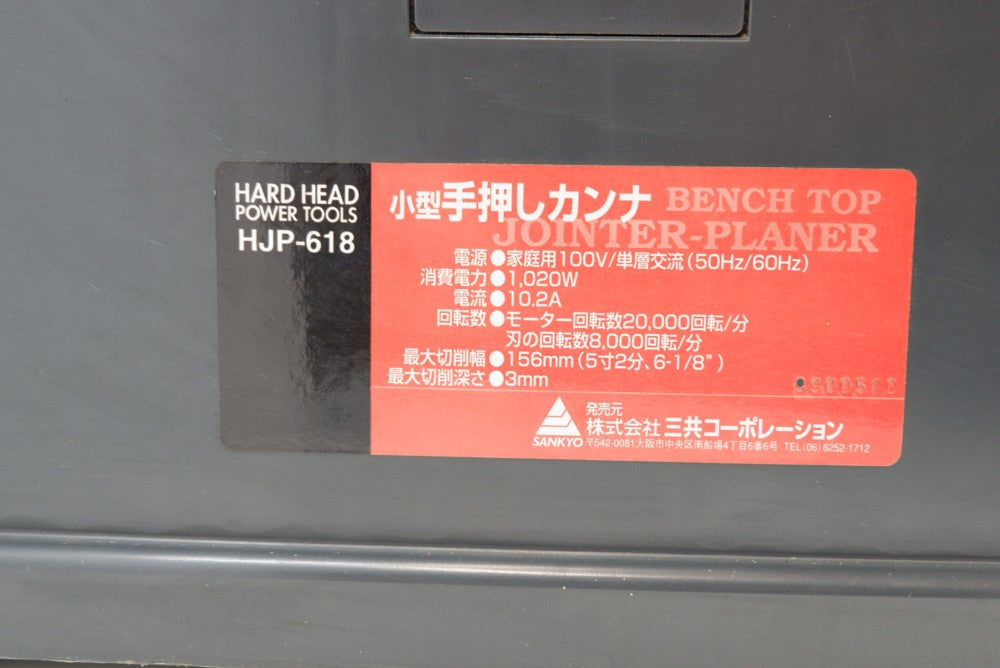 HARD HEAD
POWER TOOLS
HJP-618
小型手押しカンナ BENCH TOP
JOINTER-PLANER
電源●家庭用100V/単層交流(50Hz/60Hz)
消費電力●1,020W
電流●10.2A
回転数●モーター回転数20,000回転/分
刃の回転数8,000回転/分
最大切削幅●156mm(5寸2分、6-1/8")
最大切削深さ●3mm
発売元
株式会社三共コーポレーション
SANKYO
〒542-0081大阪市中央区南船場4丁目6番6号 TEL(06)6252-1712